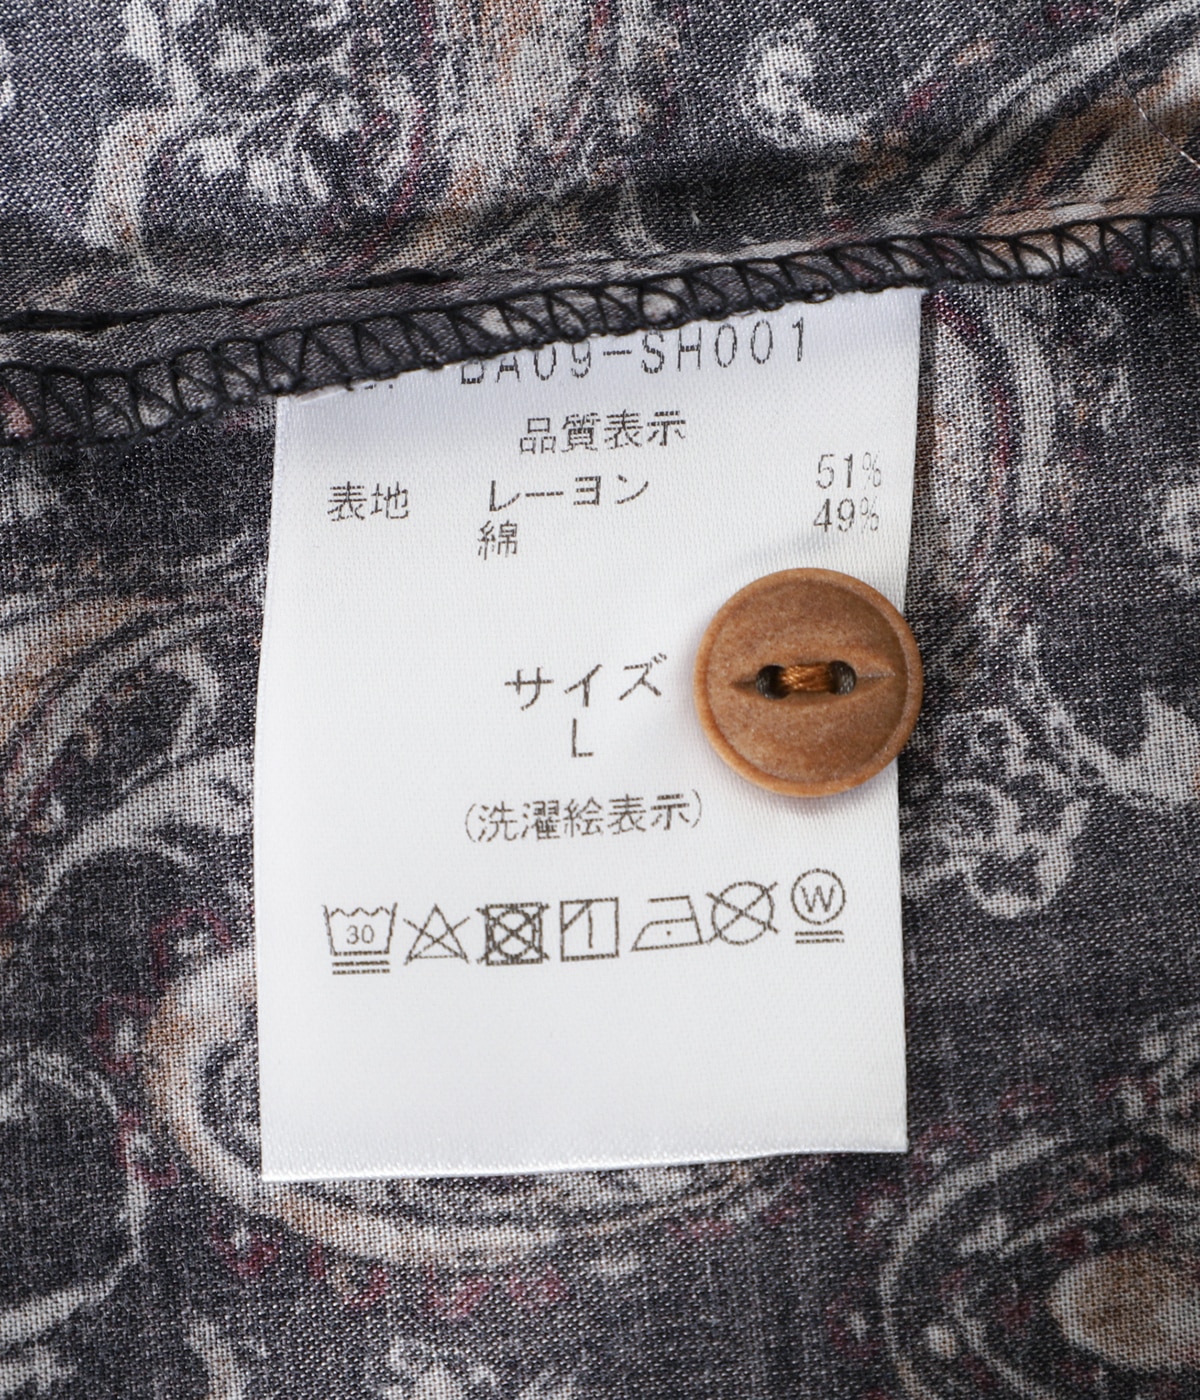 BA09-SH001
品質表示
表地 レーヨン 51%
綿 49%
サイズ
L
(洗濯絵表示)
30 W